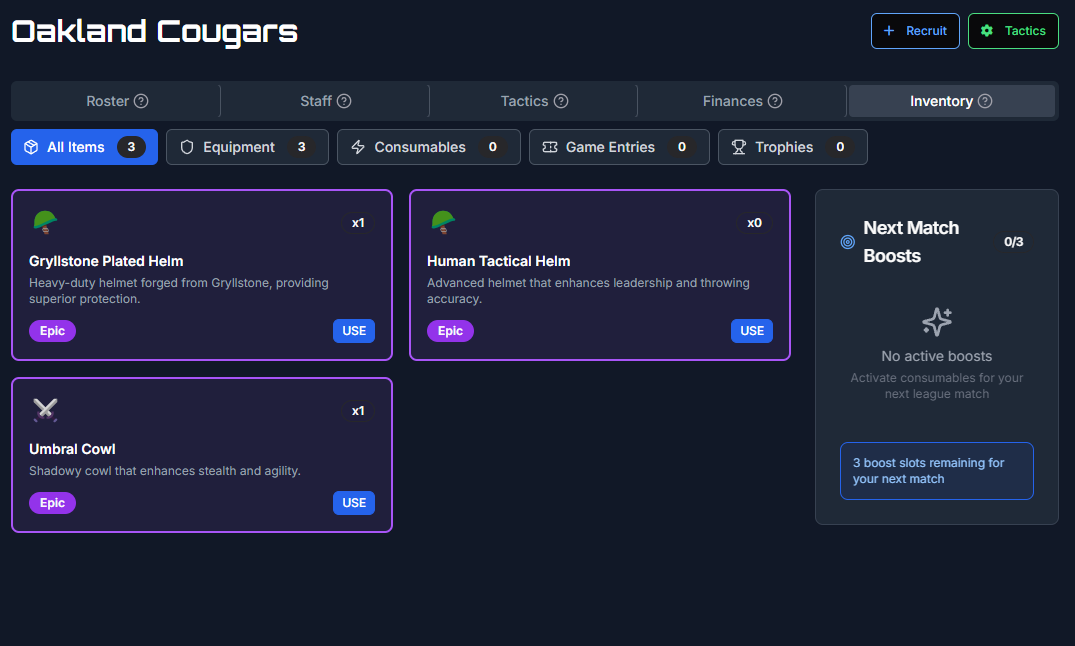 Oakland Cougars
+ Recruit
Tactics
Roster ?
Staff ?
Tactics ?
Finances ?
Inventory ?
All Items 3
Equipment 3
Consumables 0
Game Entries 0
Trophies 0
x1
Gryllstone Plated Helm
Heavy-duty helmet forged from Gryllstone, providing
superior protection.
Epic
USE
x0
Human Tactical Helm
Advanced helmet that enhances leadership and throwing
accuracy.
Epic
USE
x1
Umbral Cowl
Shadowy cowl that enhances stealth and agility.
Epic
USE
Next Match
Boosts
0/3
No active boosts
Activate consumables for your
next league match
3 boost slots remaining for
your next match